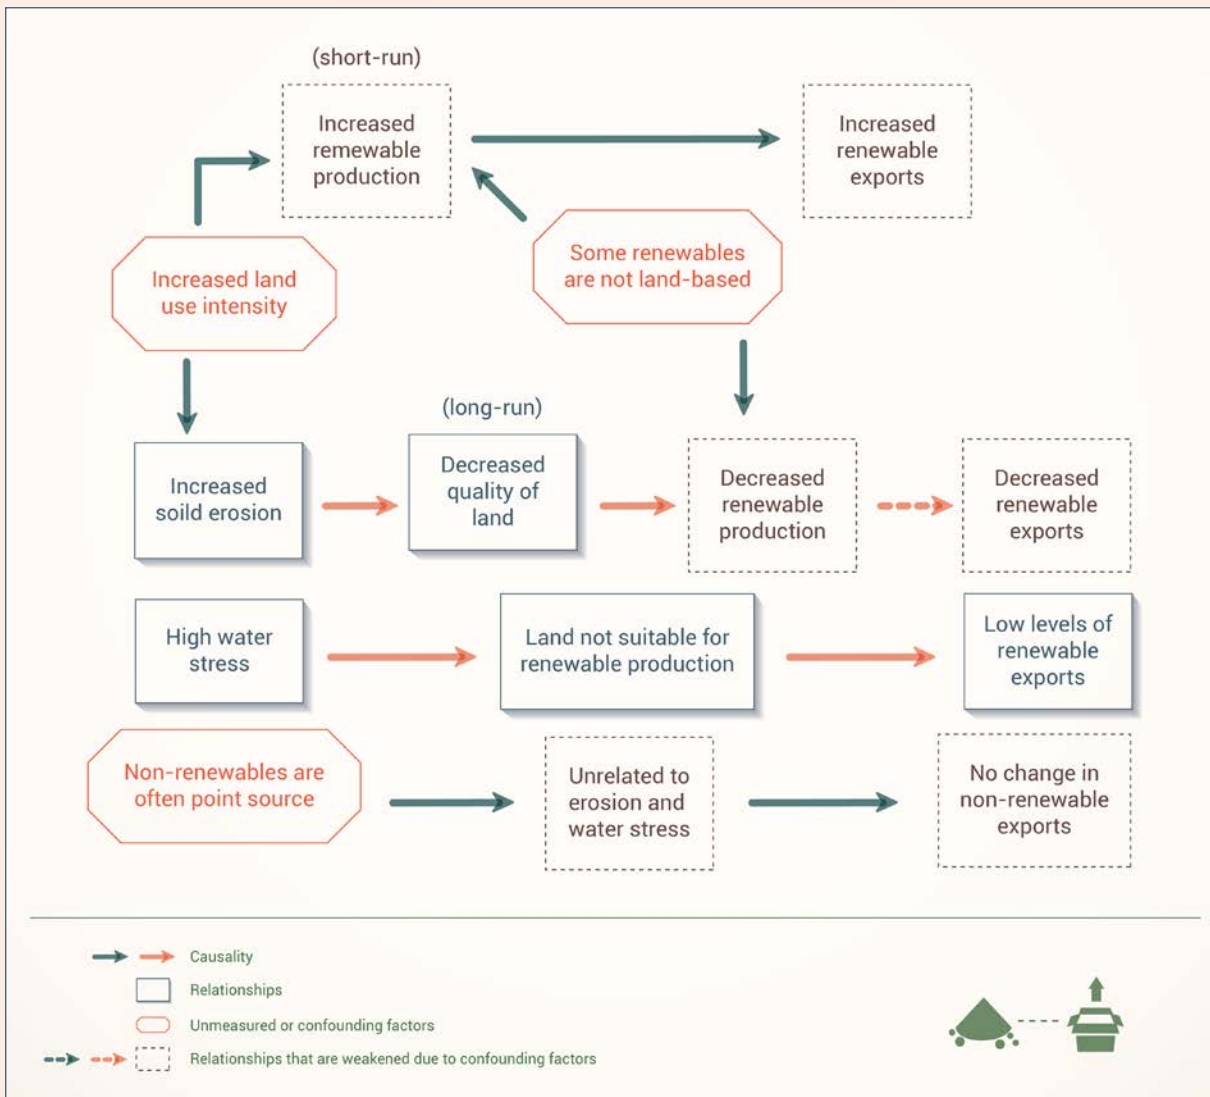 (short-run)
Increased
remewable
production
Increased
renewable
exports
Some renewables
are not land-based
Increased land
use intensity
(long-run)
Increased
soild erosion
Decreased
quality of
land
Decreased
renewable
production
Decreased
renewable
exports
High water
stress
Land not suitable for
renewable production
Low levels of
renewable
exports
Non-renewables are
often point source
Unrelated to
erosion and
water stress
No change in
non-renewable
exports
Causality
Relationships
Unmeasured or confounding factors
Relationships that are weakened due to confounding factors